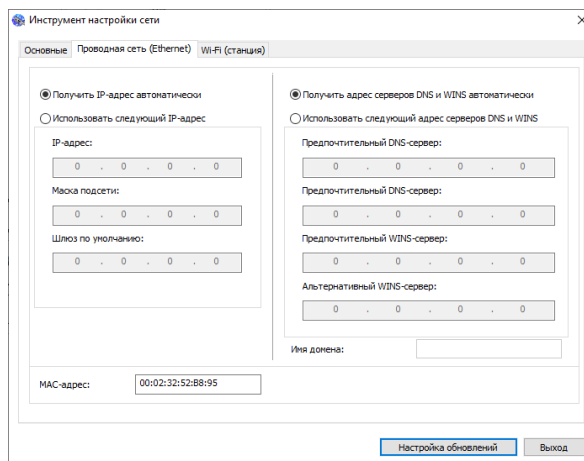 Инструмент настройки сети
Основные
Проводная сеть (Ethernet)
Wi-Fi (станция)
Получить IP-адрес автоматически
Использовать следующий IP-адрес
IP-адрес:
0 . 0 . 0 . 0
Маска подсети:
0 . 0 . 0 . 0
Шлюз по умолчанию:
0 . 0 . 0 . 0
Получить адрес серверов DNS и WINS автоматически
Использовать следующий адрес серверов DNS и WINS
Предпочтительный DNS-сервер:
0 . 0 . 0 . 0
Предпочтительный DNS-сервер:
0 . 0 . 0 . 0
Предпочтительный WINS-сервер:
0 . 0 . 0 . 0
Альтернативный WINS-сервер:
0 . 0 . 0 . 0
Имя домена:
MAC-адрес:
00:02:32:52:B8:95
Настройка обновлений
Выход